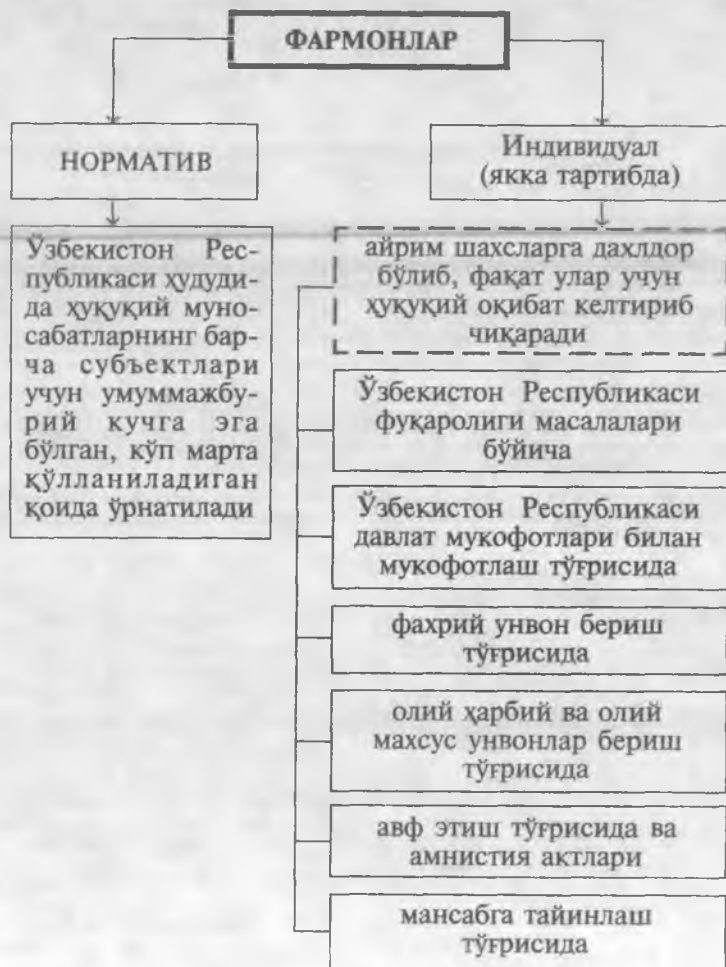 ФАРМОНЛАР
НОРМАТИВ
Индивидуал
(якка тартибда)
Ўзбекистон Рес-
публикаси ҳудуди-
да ҳуқуқий муно-
сабатларнинг бар-
ча субъектлари
учун умуммажбу-
рий кучга эга
бўлган, кўп марта
қўлланиладиган
қоида ўрнатилади
айрим шахсларга дахлдор
бўлиб, фақат улар учун
ҳуқуқий оқибат келтириб
чиқаради
Ўзбекистон Республикаси
фуқаролиги масалалари
бўйича
Ўзбекистон Республикаси
давлат мукофотлари билан
мукофотлаш тўғрисида
фахрий унвон бериш
тўғрисида
олий ҳарбий ва олий
махсус унвонлар бериш
тўғрисида
авф этиш тўғрисида ва
амнистия актлари
мансабга тайинлаш
тўғрисида